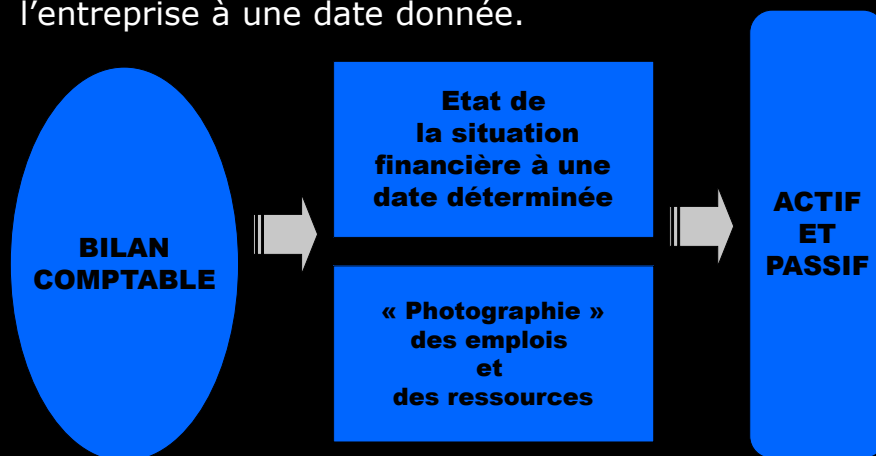 l’entreprise à une date donnée.
BILAN
COMPTABLE
Etat de
la situation
financière à une
date déterminée
« Photographie »
des emplois
et
des ressources
ACTIF
ET
PASSIF